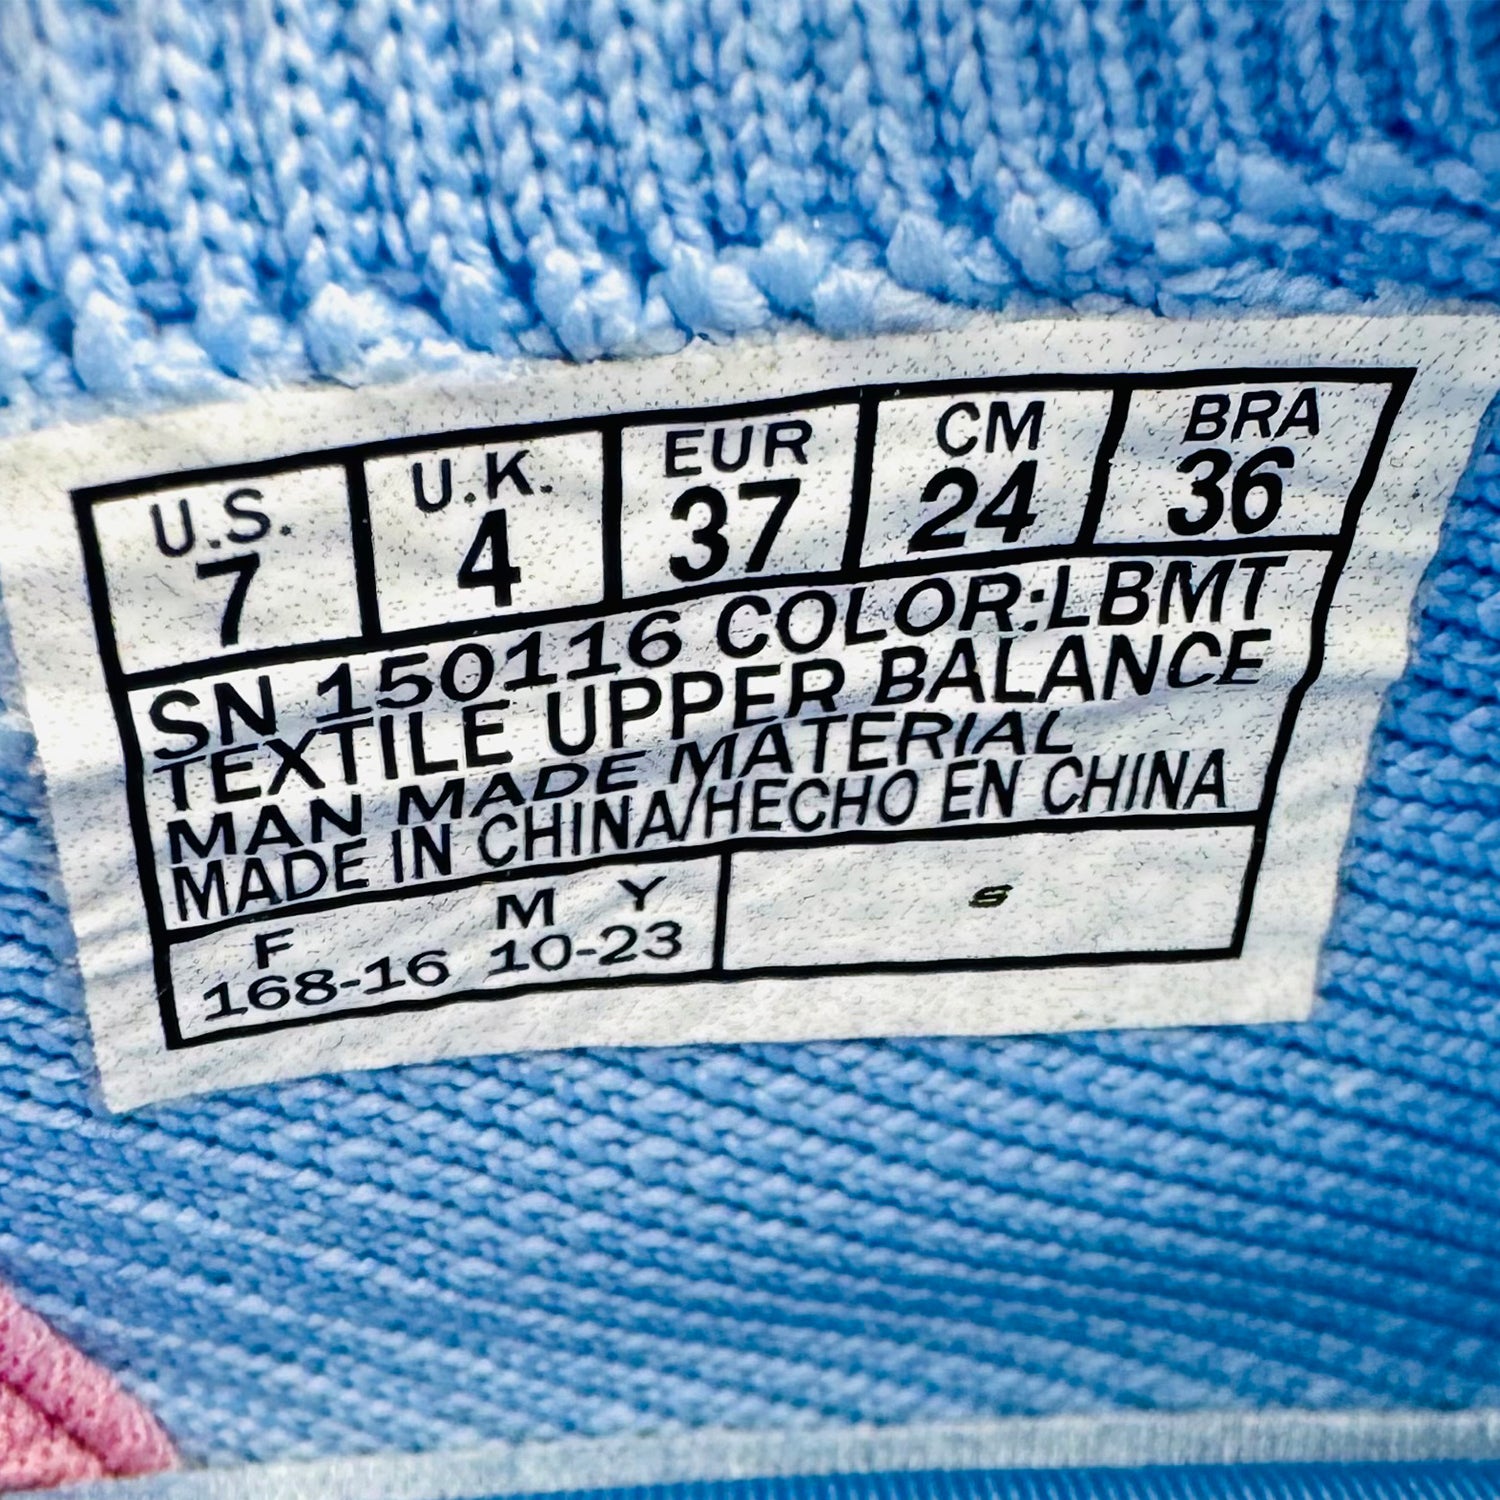 U.S. U.K. EUR CM BRA
7 4 37 24 36
SN 150116 COLOR:LBMT
TEXTILE UPPER BALANCE
MAN MADE MATERIAL
MADE IN CHINA/HECHO EN CHINA
F M Y
168-16 10-23
S